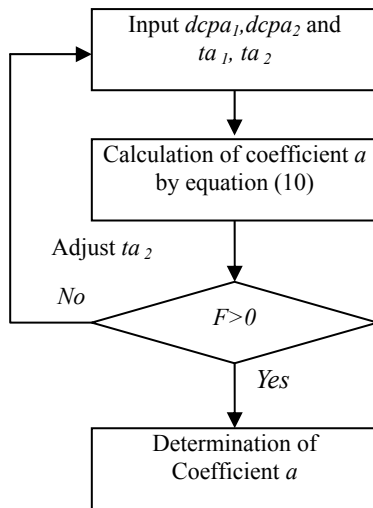 Input dcpa₁,dcpa₂ and
ta ₁, ta ₂
Calculation of coefficient a
by equation (10)
Adjust ta ₂
No
F>0
Yes
Determination of
Coefficient a